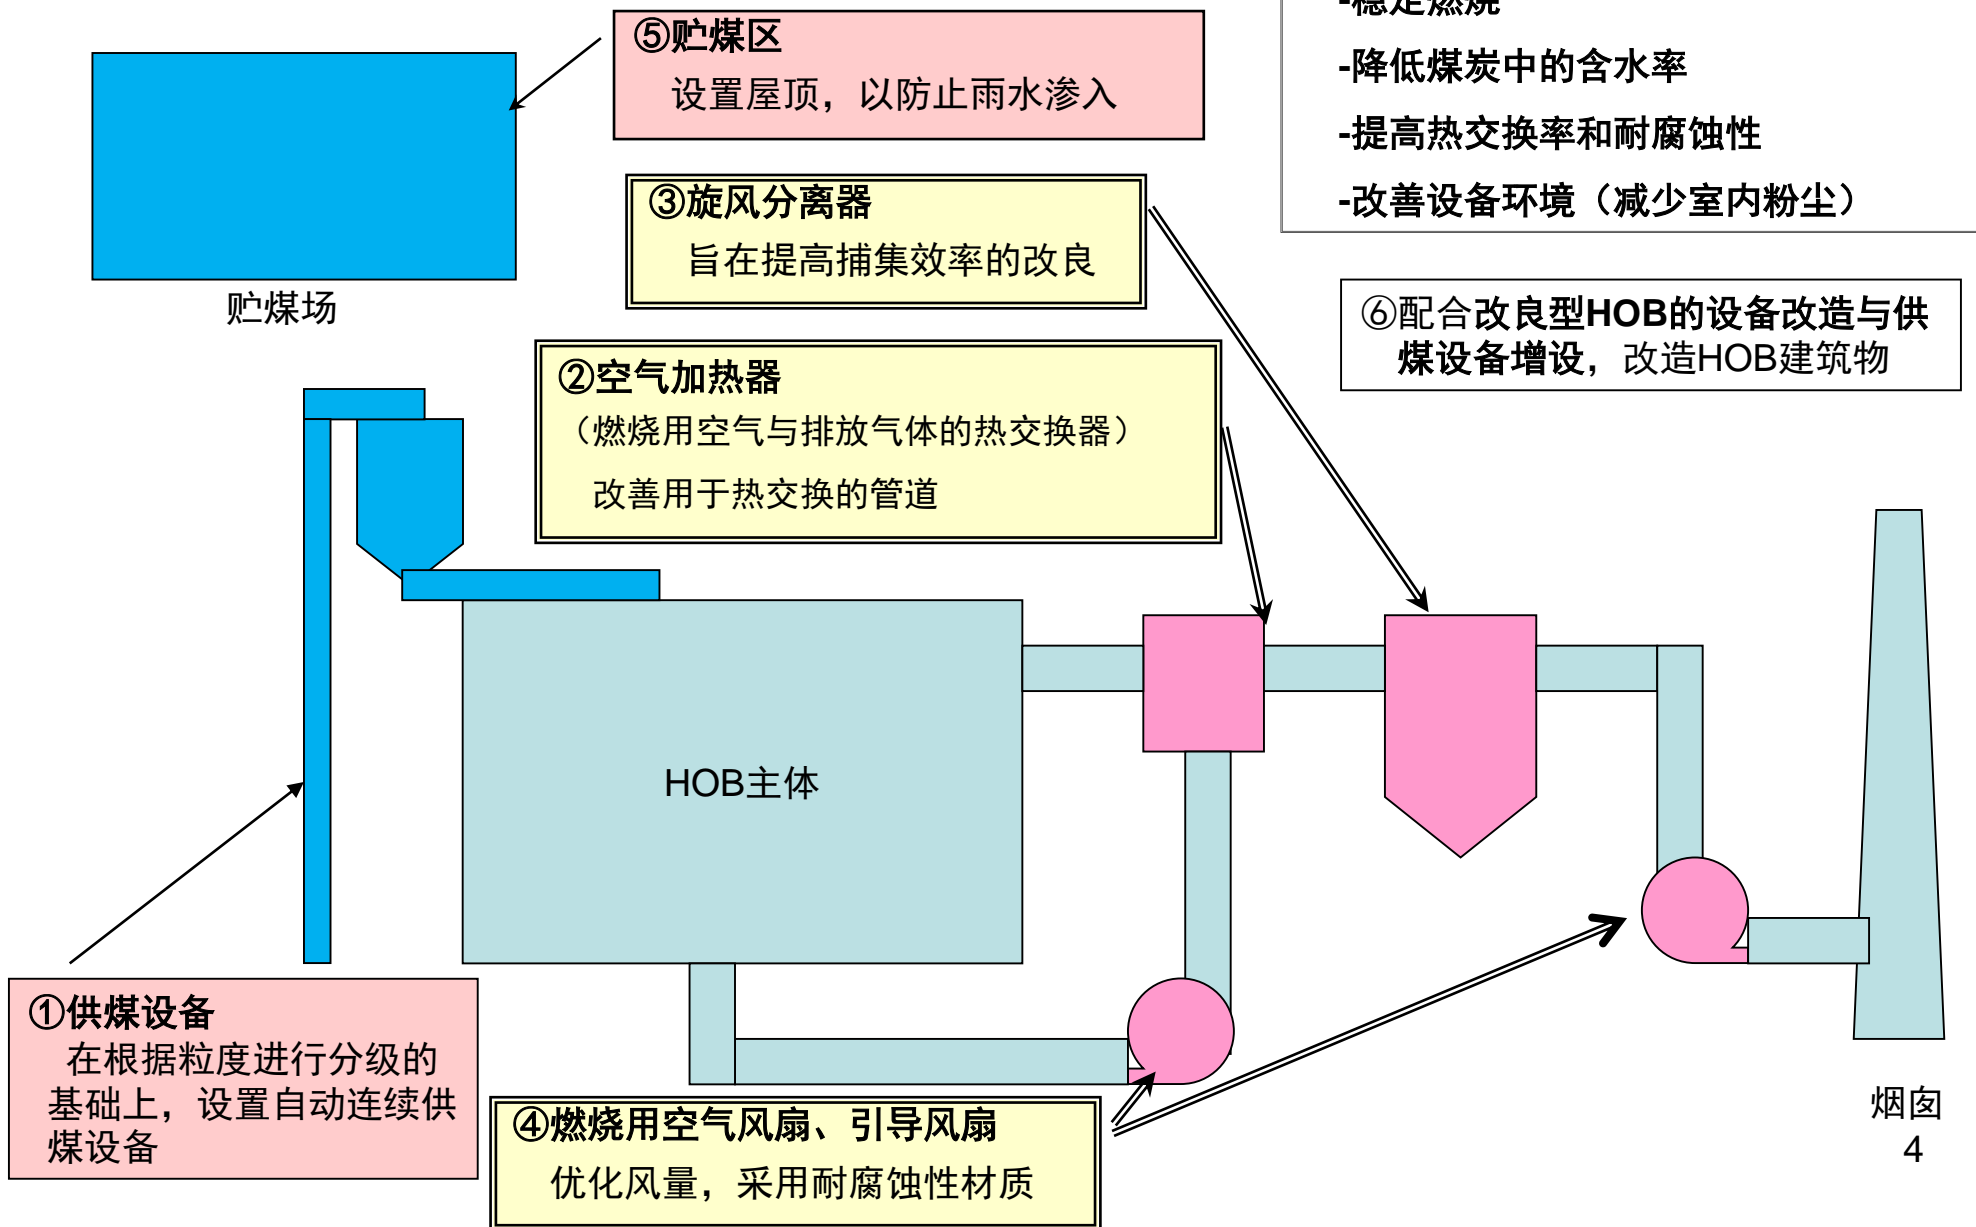 -稳定燃烧
-降低煤炭中的含水率
-提高热交换率和耐腐蚀性
-改善设备环境（减少室内粉尘）
⑤贮煤区
设置屋顶，以防止雨水渗入
贮煤场
③旋风分离器
旨在提高捕集效率的改良
⑥配合改良型HOB的设备改造与供
煤设备增设，改造HOB建筑物
②空气加热器
（燃烧用空气与排放气体的热交换器）
改善用于热交换的管道
HOB主体
①供煤设备
在根据粒度进行分级的
基础上，设置自动连续供
煤设备
④燃烧用空气风扇、引导风扇
优化风量，采用耐腐蚀性材质
烟囱
4